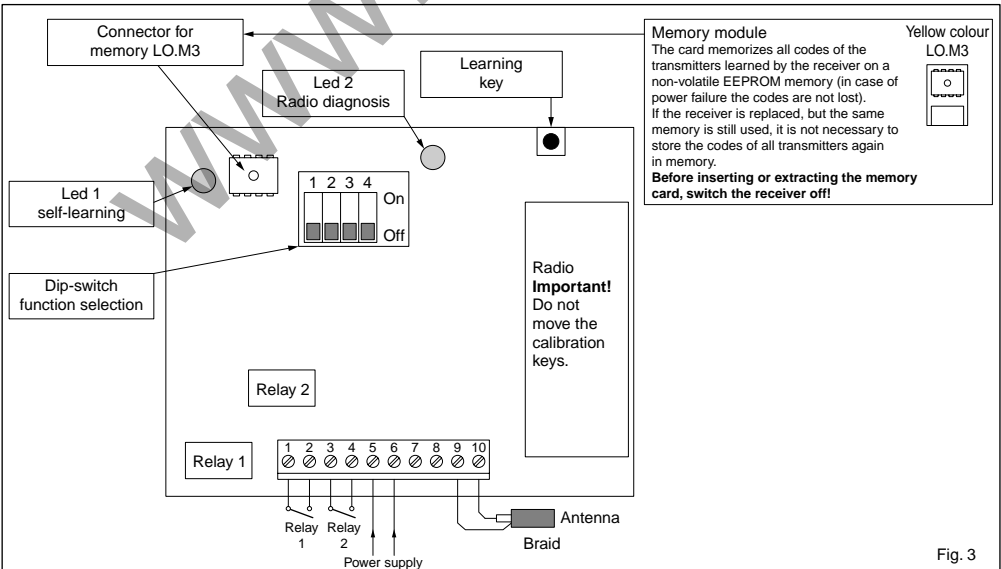 Connector for
memory LO.M3
Led 2
Radio diagnosis
Learning
key
Memory module
The card memorizes all codes of the
transmitters learned by the receiver on a
non-volatile EEPROM memory (in case of
power failure the codes are not lost).
If the receiver is replaced, but the same
memory is still used, it is not necessary to
store the codes of all transmitters again
in memory.
Before inserting or extracting the memory
card, switch the receiver off!
Yellow colour
LO.M3
Led 1
self-learning
1 2 3 4
On
Off
Dip-switch
function selection
Radio
Important!
Do not
move the
calibration
keys.
Relay 2
Relay 1
1 2 3 4 5 6 7 8 9 10
Relay
1
Relay
2
Power supply
Antenna
Braid
Fig. 3
www.